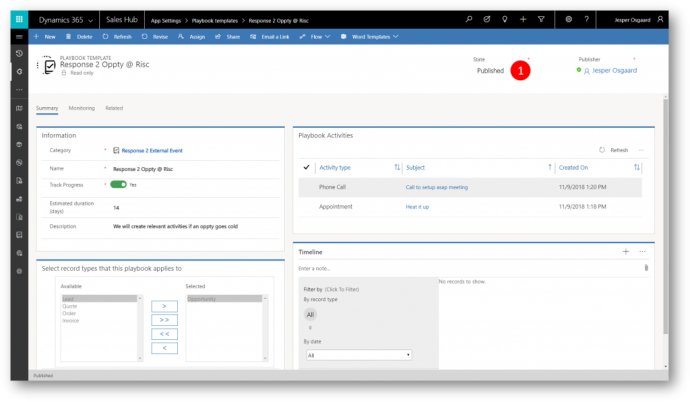 Dynamics 365 Sales Hub App Settings > Playbook templates > Response 2 Oppty @ Risc Jesper Osgaard
New Delete Refresh Revise Assign Share Email a Link Flow Word Templates
PLAYBOOK TEMPLATE
Response 2 Oppty @ Risc
Read only
State *
Published
1
Publisher *
Jesper Osgaard
Summary Monitoring Related
Information
Category * Response 2 External Event
Name * Response 2 Oppty @ Risc
Track Progress * Yes
Estimated duration (days) 14
Description We will create relevant activities if an oppty goes cold
Playbook Activities
Refresh ...
Activity type Subject Created On
Phone Call Call to setup asap meeting 11/9/2018 1:20 PM
Appointment Heat it up 11/9/2018 1:18 PM
Select record types that this playbook applies to
Available Selected
Lead
Quote
Order
Invoice
>
>>
<<
<
Opportunity
Timeline
Enter a note...
Filter by (Click To Filter)
By record type
All
By date
All
No records to show.
Published